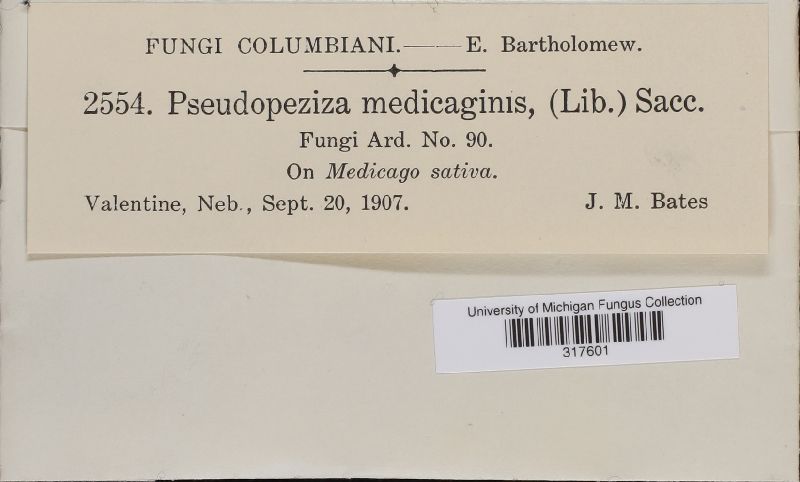 FUNGI COLUMBIANI.——E. Bartholomew.
2554. Pseudopeziza medicaginis, (Lib.) Sacc.
Fungi Ard. No. 90.
On Medicago sativa.
Valentine, Neb., Sept. 20, 1907. J. M. Bates
University of Michigan Fungus Collection
317601